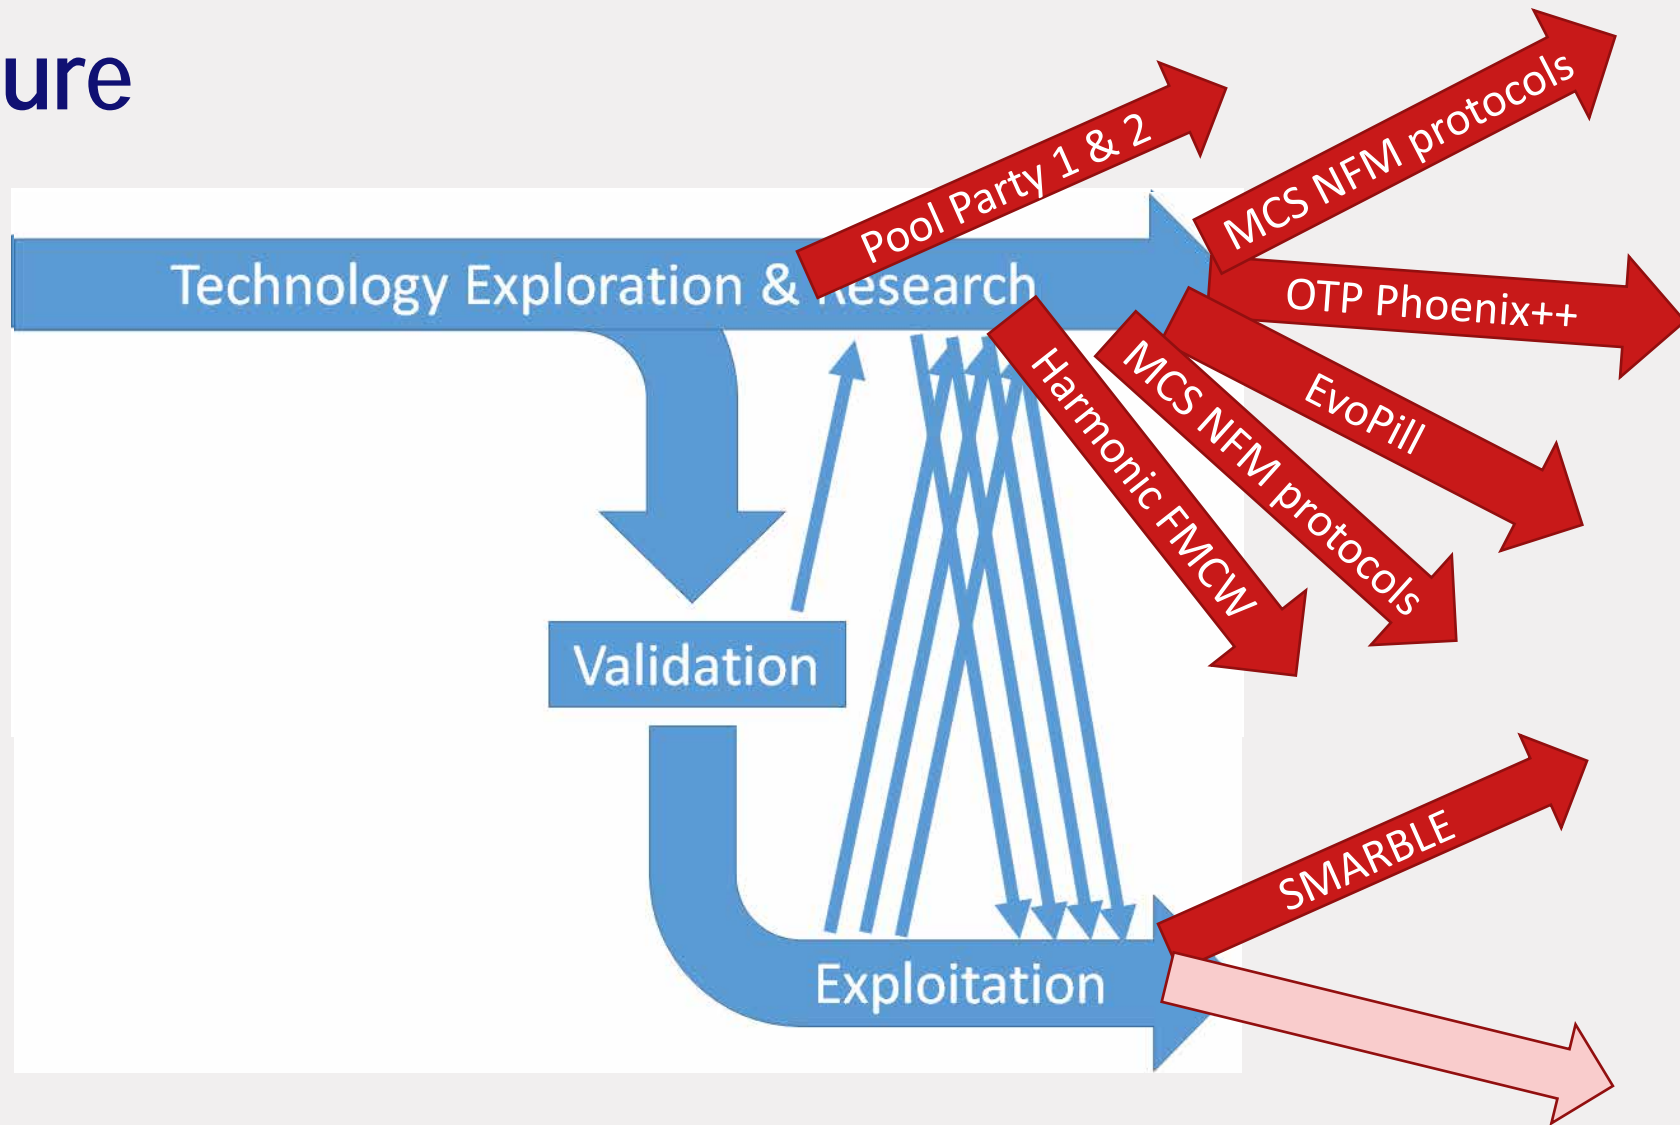 ure
Pool Party 1 & 2
MCS NFM protocols
Technology Exploration & Research
OTP Phoenix++
EvoPill
MCS NFM protocols
Harmonic FMCW
Validation
SMARBLE
Exploitation